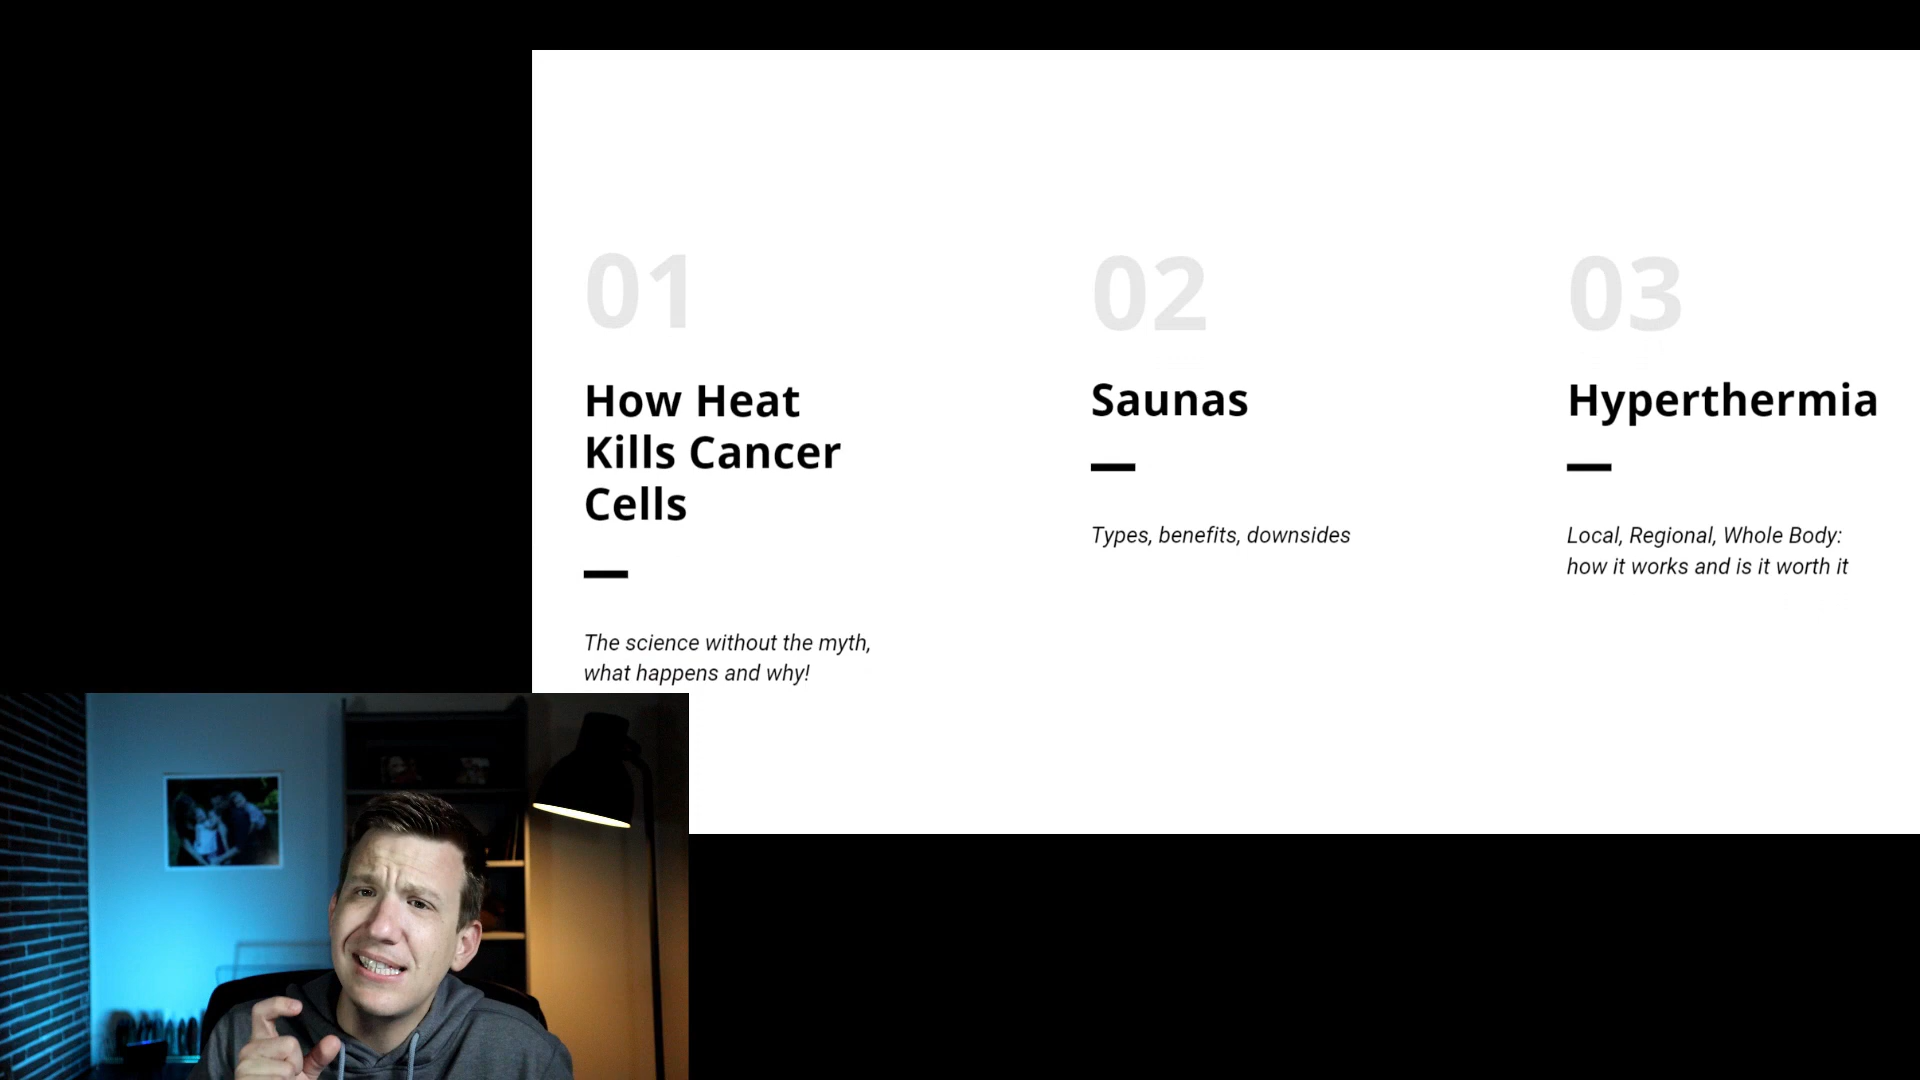 01
How Heat
Kills Cancer
Cells
The science without the myth,
what happens and why!
02
Saunas
Types, benefits, downsides
03
Hyperthermia
Local, Regional, Whole Body:
how it works and is it worth it